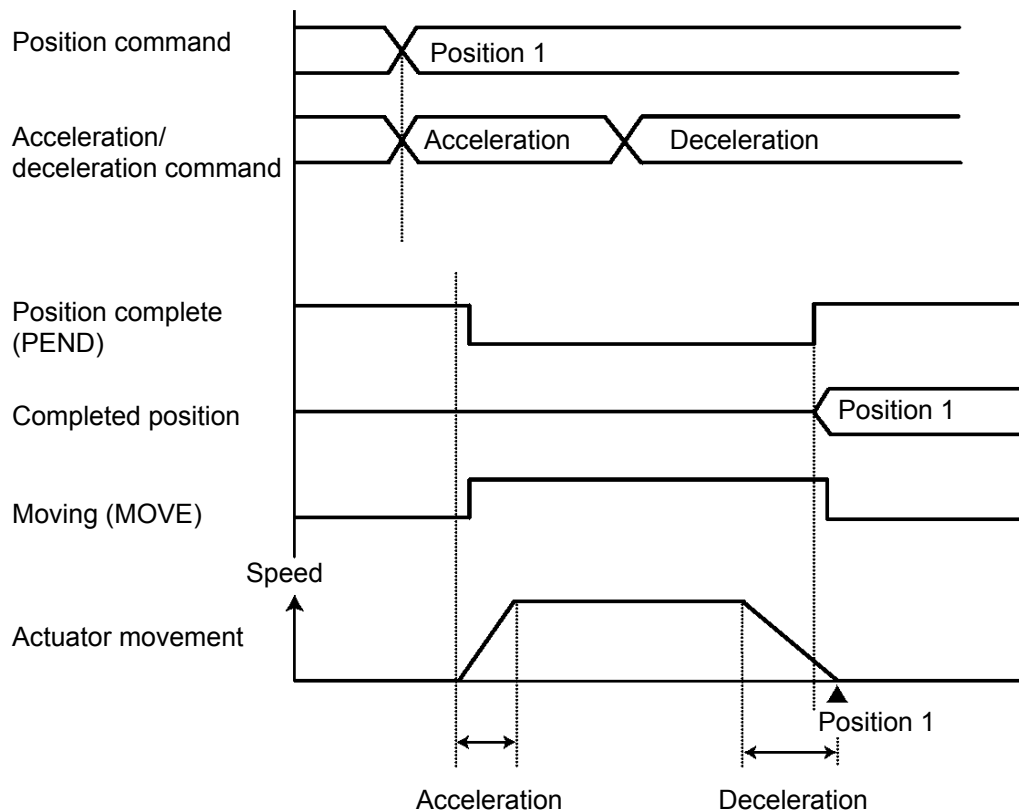 Position command
Position 1
Acceleration/
deceleration command
Acceleration
Deceleration
Position complete
(PEND)
Completed position
Position 1
Moving (MOVE)
Speed
Actuator movement
Position 1
Acceleration
Deceleration